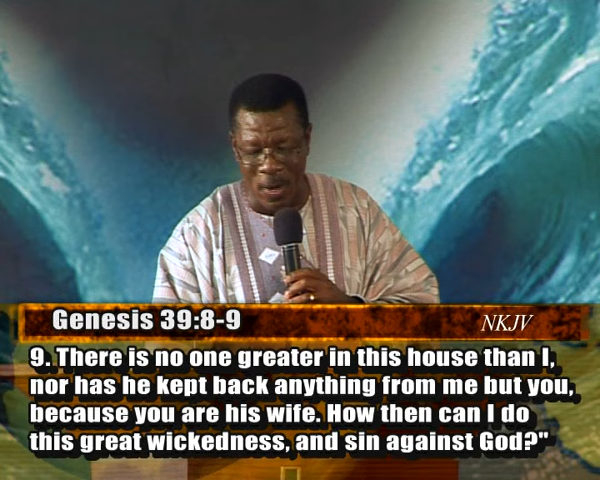 Genesis 39:8-9
NKJV
9. There is no one greater in this house than I,
nor has he kept back anything from me but you,
because you are his wife. How then can I do
this great wickedness, and sin against God?"